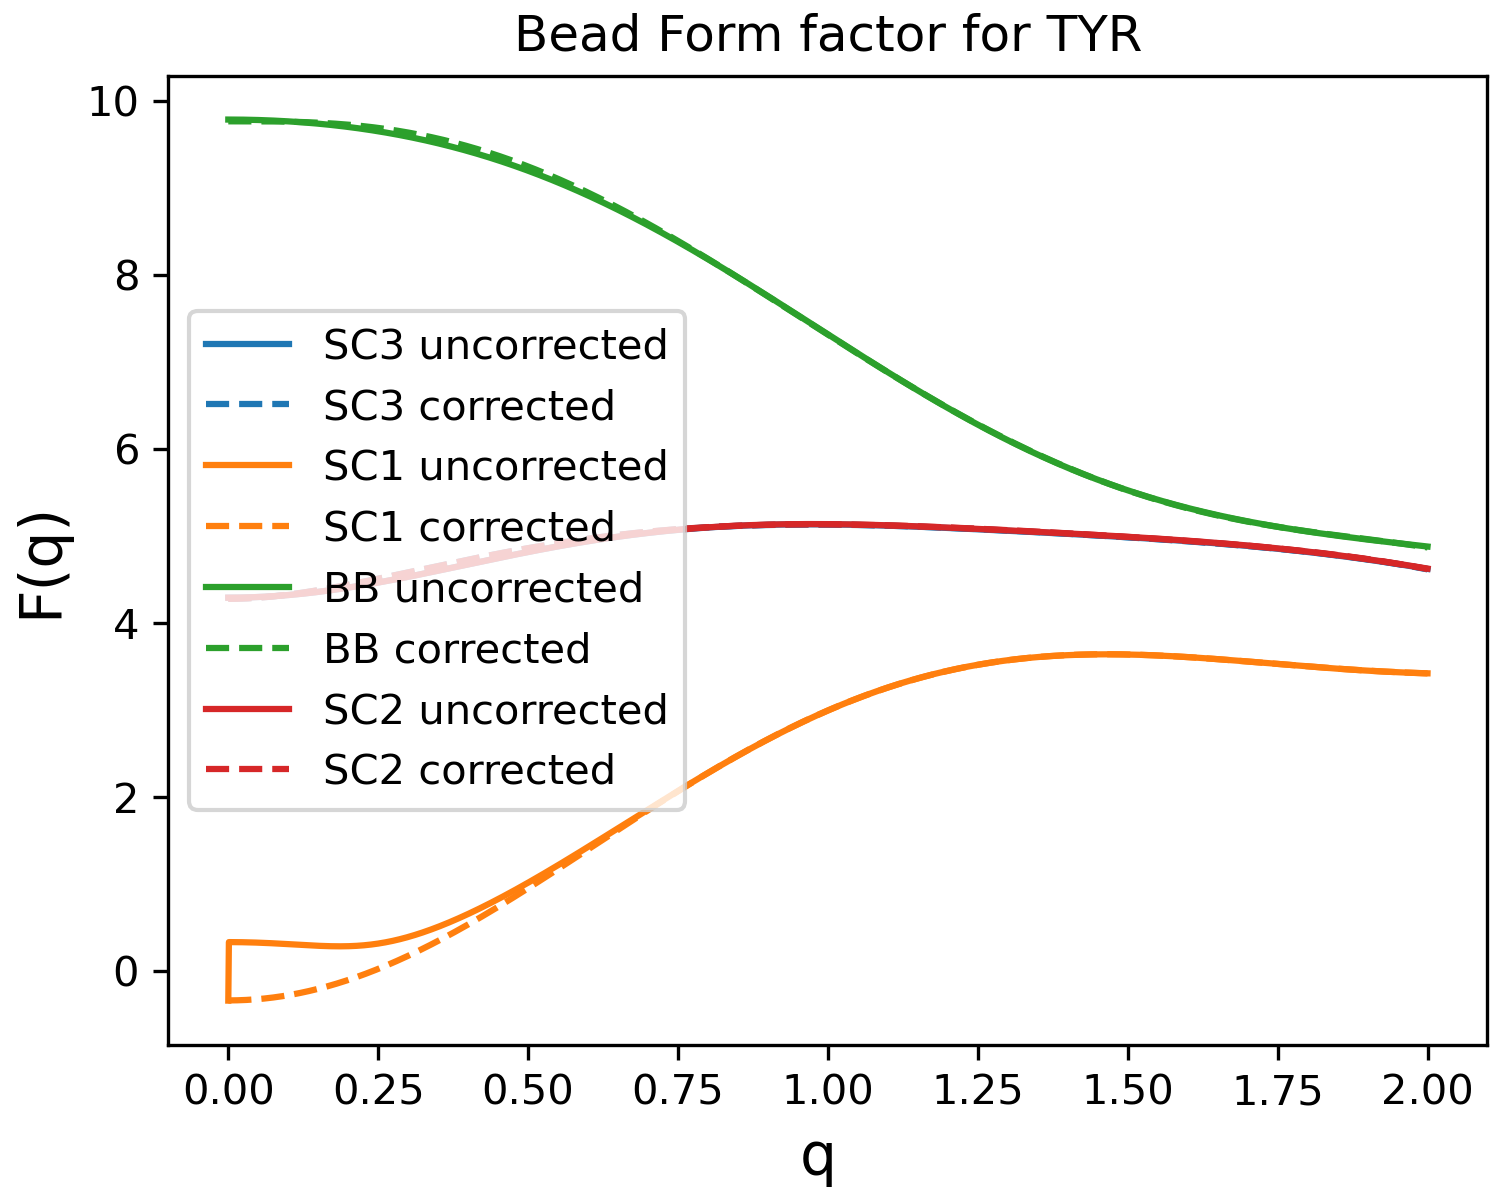 Bead Form factor for TYR
F(q)
10
8
6
4
2
0
SC3 uncorrected
SC3 corrected
SC1 uncorrected
SC1 corrected
BB uncorrected
BB corrected
SC2 uncorrected
SC2 corrected
0.00 0.25 0.50 0.75 1.00 1.25 1.50 1.75 2.00
q